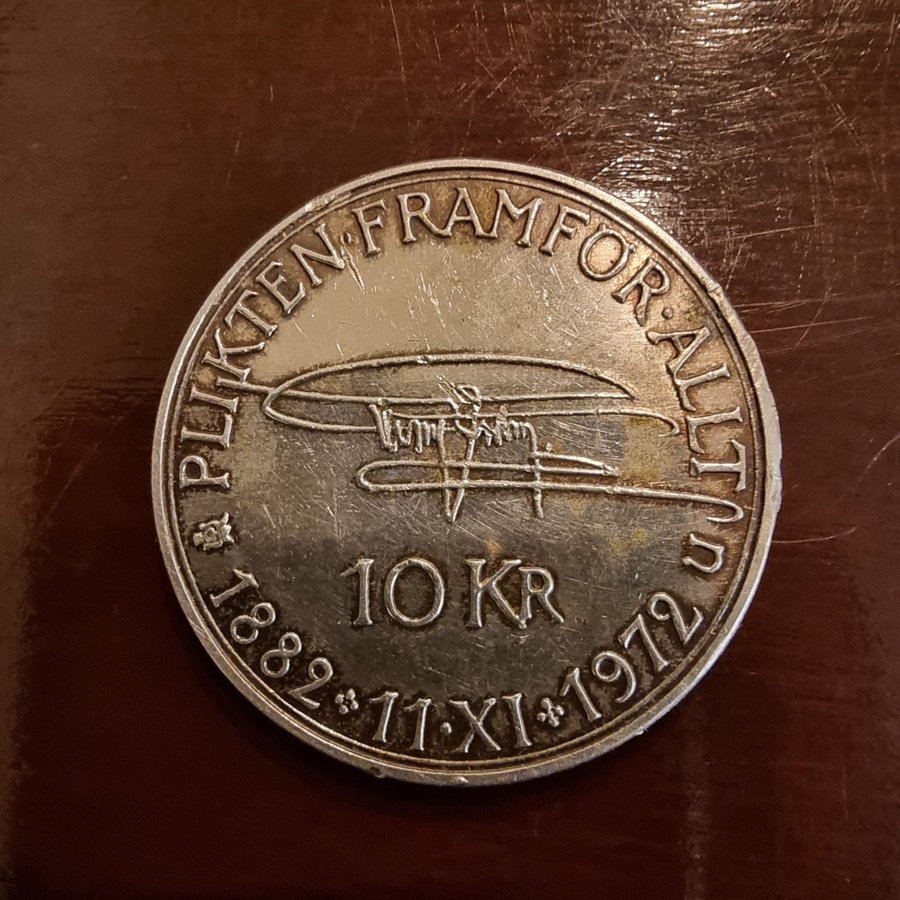 PLIKTEN·FRAMFÖR·ALLT
10 KR
1882 11·XI 1972
U